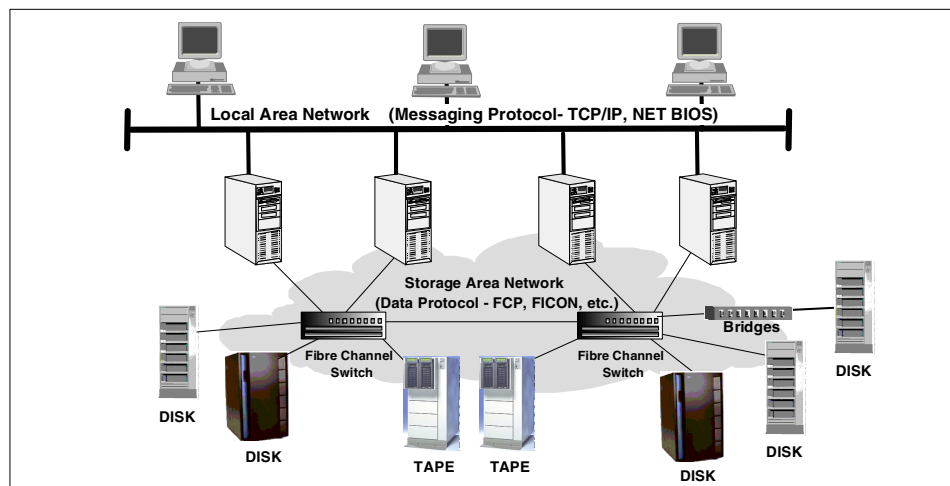 Local Area Network (Messaging Protocol- TCP/IP, NET BIOS)
Storage Area Network
(Data Protocol - FCP, FICON, etc.)
Bridges
Fibre Channel
Switch
Fibre Channel
Switch
DISK
DISK
DISK
TAPE
TAPE
DISK
DISK